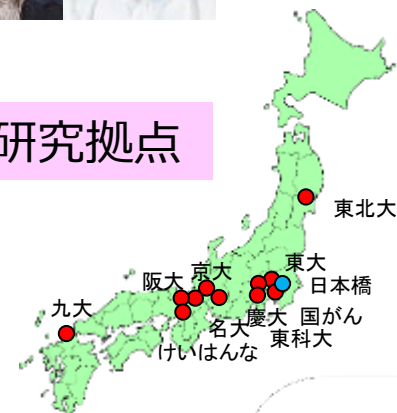 研究拠点
東北大
東大
日本橋
京大
阪大
九大
慶大
国がん
名大
東科大
けいはんな